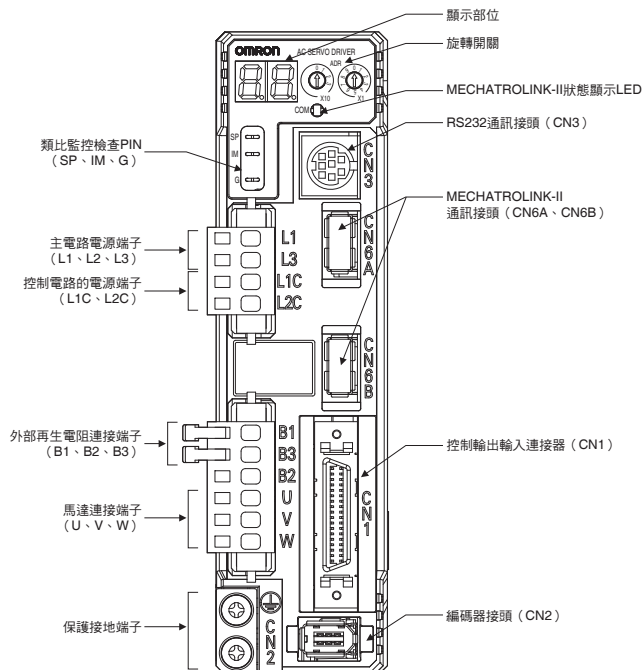 顯示部位
旋轉開關
MECHATROLINK-II狀態顯示LED
RS232通訊接頭（CN3）
MECHATROLINK-II
通訊接頭（CN6A、CN6B）
控制輸出輸入連接器（CN1）
編碼器接頭（CN2）
類比監控檢查PIN
（SP、IM、G）
主電路電源端子
（L1、L2、L3）
控制電路的電源端子
（L1C、L2C）
外部再生電阻連接端子
（B1、B2、B3）
馬達連接端子
（U、V、W）
保護接地端子
OMRON
AC SERVO DRIVER
ADR
X10
X1
COM
SP
IM
G
CN3
L1
L3
L1C
L2C
CN6A
CN6B
B1
B3
B2
U
V
W
CN1
CN2